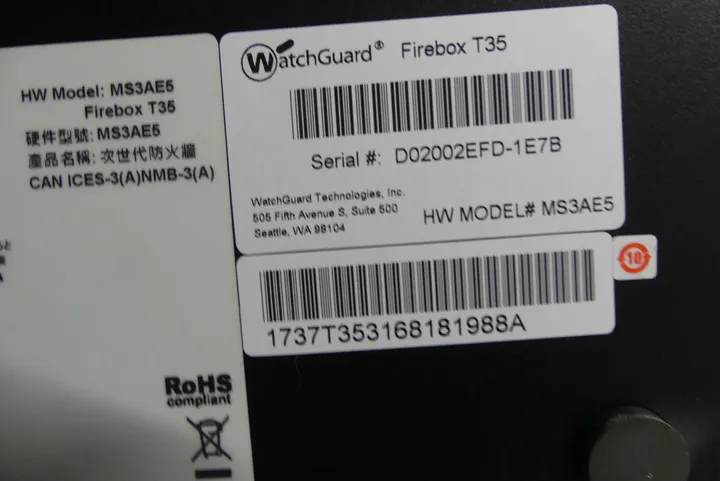 HW Model: MS3AE5
Firebox T35
硬件型號: MS3AE5
產品名稱: 次世代防火牆
CAN ICES-3(A)NMB-3(A)
RoHS
compliant
WatchGuard® Firebox T35
Serial #: D02002EFD-1E7B
WatchGuard Technologies, Inc.
505 Fifth Avenue S, Suite 500
Seattle, WA 98104
HW MODEL# MS3AE5
1737T353168181988A
10